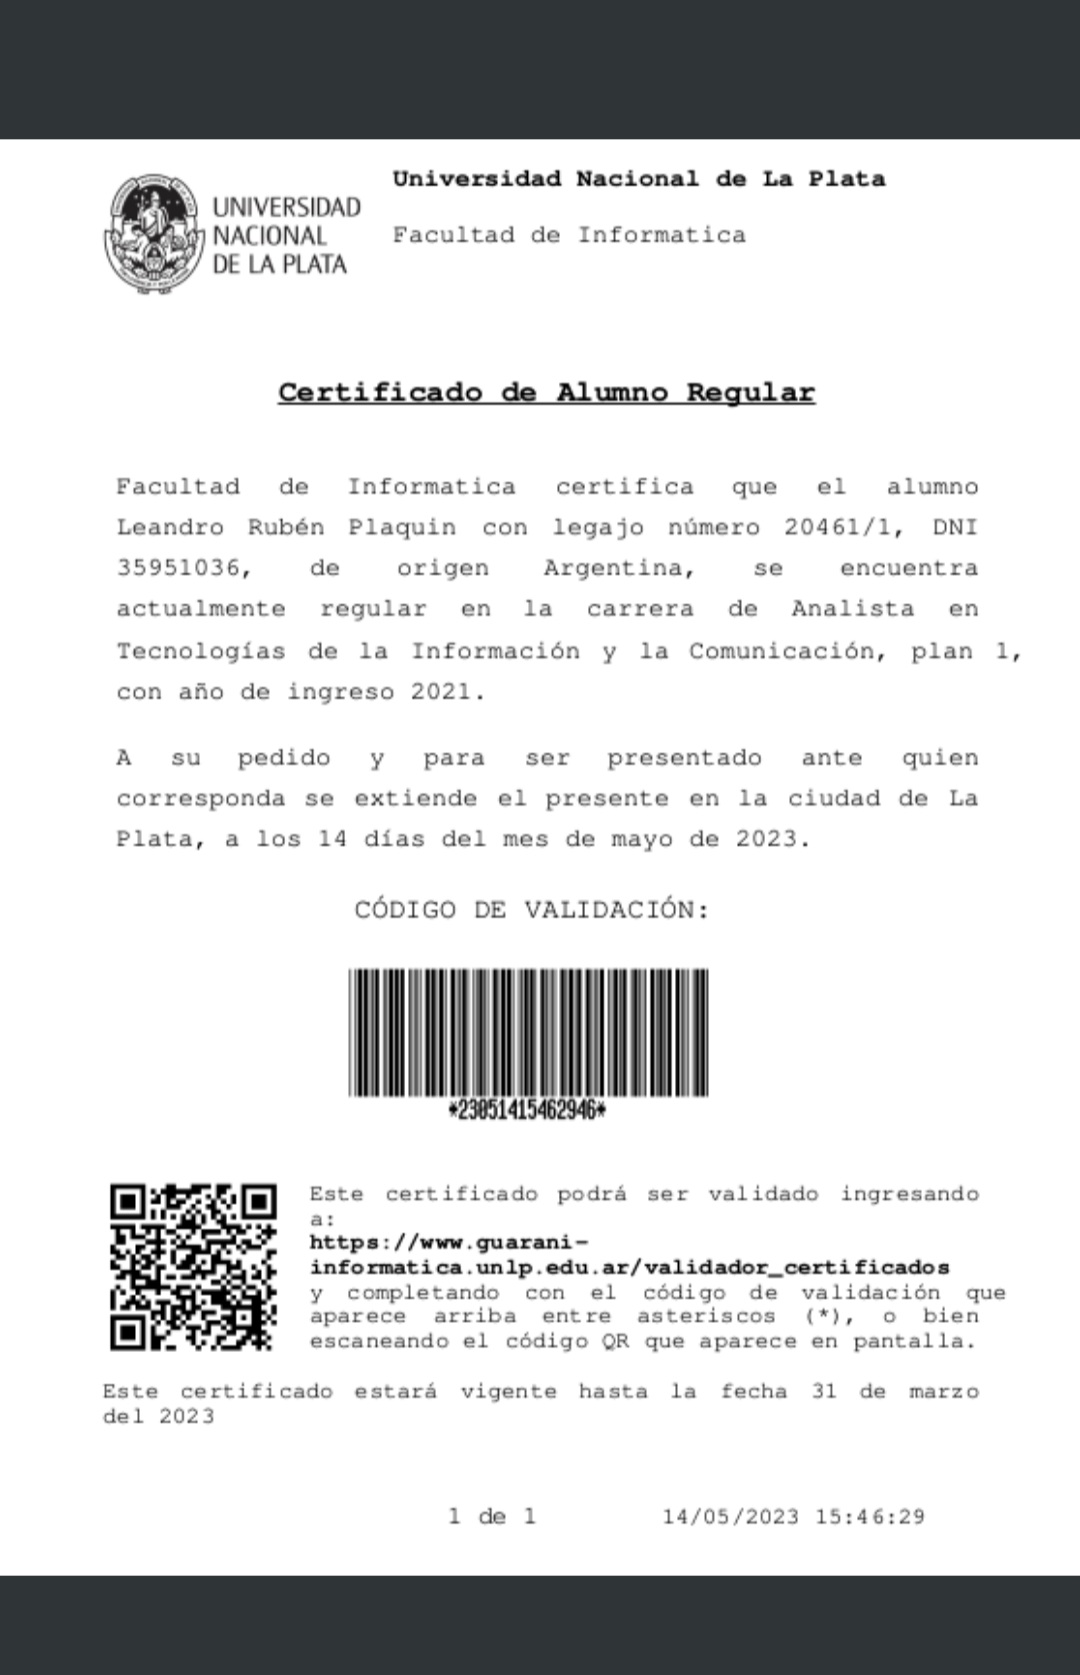 UNIVERSIDAD
NACIONAL
DE LA PLATA
Universidad Nacional de La Plata
Facultad de Informatica
Certificado de Alumno Regular
Facultad de Informatica certifica que el alumno
Leandro Rubén Plaquin con legajo número 20461/1, DNI
35951036, de origen Argentina, se encuentra
actualmente regular en la carrera de Analista en
Tecnologías de la Información y la Comunicación, plan 1,
con año de ingreso 2021.
A su pedido y para ser presentado ante quien
corresponda se extiende el presente en la ciudad de La
Plata, a los 14 días del mes de mayo de 2023.
CÓDIGO DE VALIDACIÓN:
*23051415462946*
Este certificado podrá ser validado ingresando
a:
https://www.guarani-
informatica.unlp.edu.ar/validador_certificados
y completando con el código de validación que
aparece arriba entre asteriscos (*), o bien
escaneando el código QR que aparece en pantalla.
Este certificado estará vigente hasta la fecha 31 de marzo
del 2023
1 de 1 14/05/2023 15:46:29